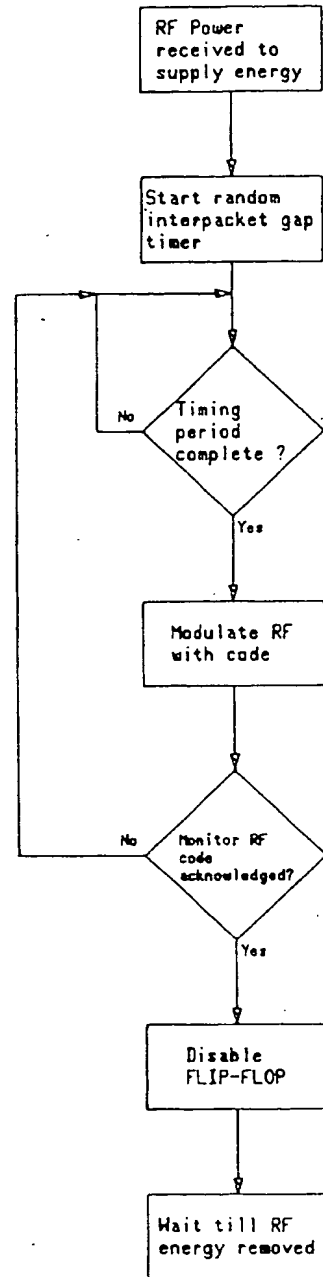 RF Power
received to
supply energy
Start random
interpacket gap
timer
Timing
period
complete ?
No
Yes
Modulate RF
with code
Monitor RF
code
acknowledged?
No
Yes
Disable
FLIP-FLOP
Wait till RF
energy removed